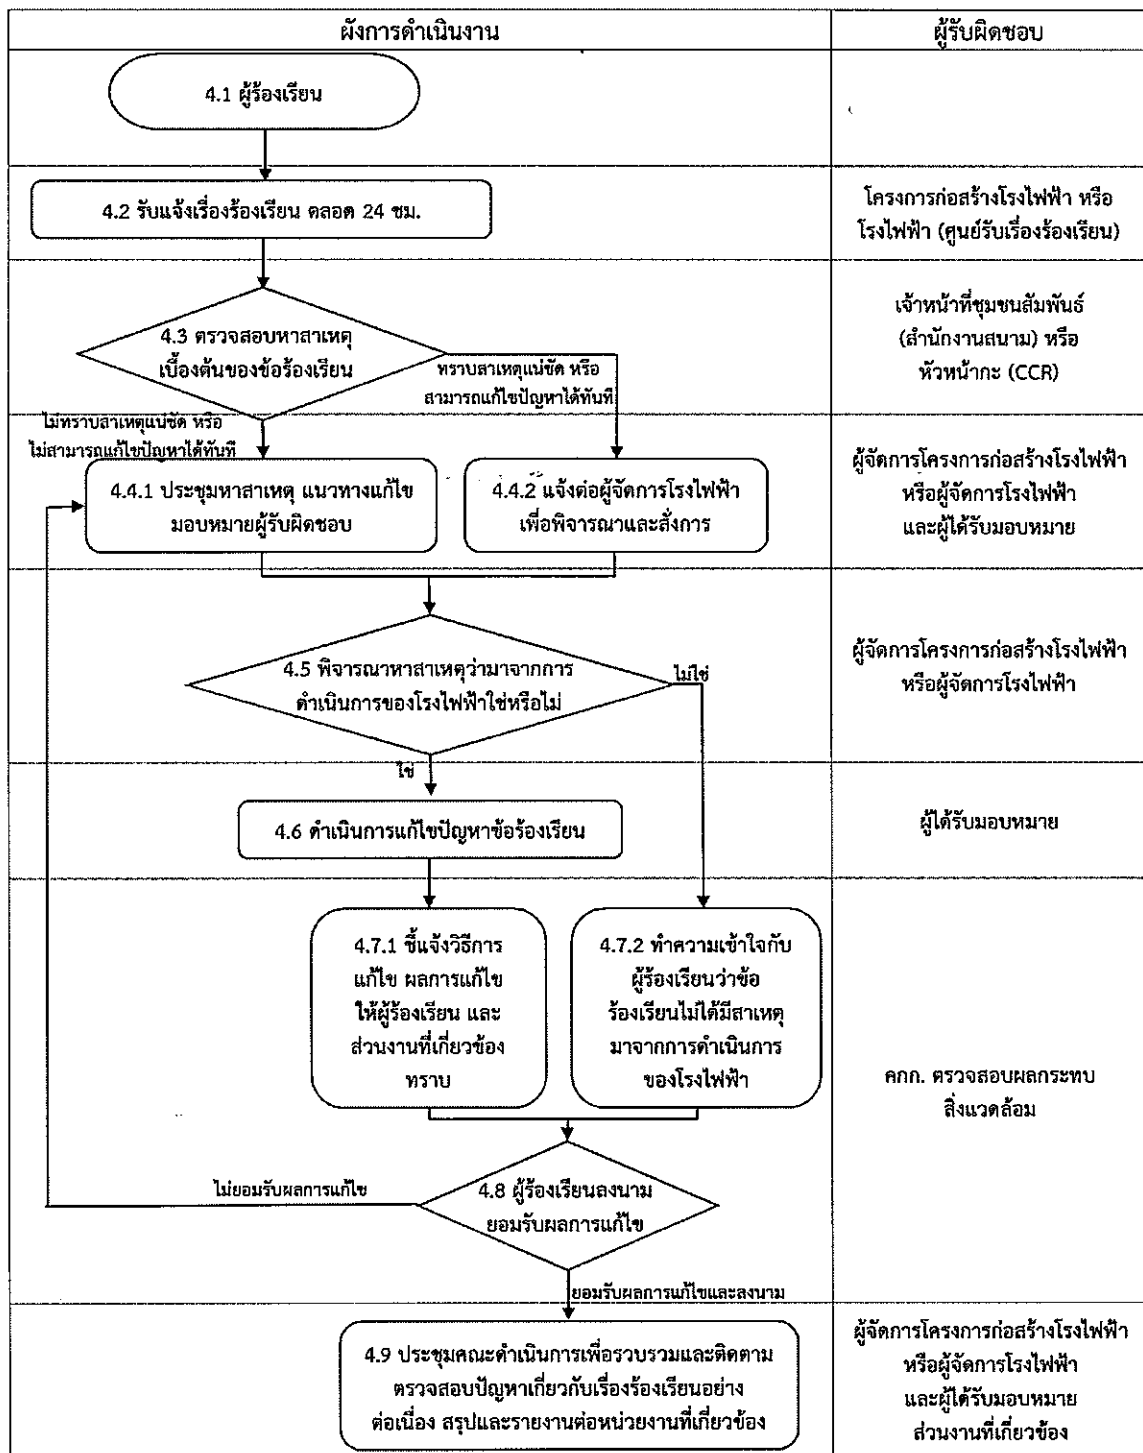 ผังการดำเนินงาน
ผู้รับผิดชอบ
4.1 ผู้ร้องเรียน
4.2 รับแจ้งเรื่องร้องเรียน ตลอด 24 ชม.
โครงการก่อสร้างโรงไฟฟ้า หรือ
โรงไฟฟ้า (ศูนย์รับเรื่องร้องเรียน)
4.3 ตรวจสอบหาสาเหตุ
เบื้องต้นของข้อร้องเรียน
เจ้าหน้าที่ชุมชนสัมพันธ์
(สำนักงานสนาม) หรือ
หัวหน้ากะ (CCR)
ทราบสาเหตุแน่ชัด หรือ
สามารถแก้ไขปัญหาได้ทันที
ไม่ทราบสาเหตุแน่ชัด หรือ
ไม่สามารถแก้ไขปัญหาได้ทันที
4.4.1 ประชุมหาสาเหตุ แนวทางแก้ไข
มอบหมายผู้รับผิดชอบ
4.4.2 แจ้งต่อผู้จัดการโรงไฟฟ้า
เพื่อพิจารณาและสั่งการ
ผู้จัดการโครงการก่อสร้างโรงไฟฟ้า
หรือผู้จัดการโรงไฟฟ้า
และผู้ได้รับมอบหมาย
4.5 พิจารณาหาสาเหตุว่ามาจากการ
ดำเนินการของโรงไฟฟ้าใช่หรือไม่
ไม่ใช่
ใช่
ผู้จัดการโครงการก่อสร้างโรงไฟฟ้า
หรือผู้จัดการโรงไฟฟ้า
4.6 ดำเนินการแก้ไขปัญหาข้อร้องเรียน
ผู้ได้รับมอบหมาย
4.7.1 ชี้แจงวิธีการ
แก้ไข ผลการแก้ไข
ให้ผู้ร้องเรียน และ
ส่วนงานที่เกี่ยวข้อง
ทราบ
4.7.2 ทำความเข้าใจกับ
ผู้ร้องเรียนว่าข้อ
ร้องเรียนไม่ได้มีสาเหตุ
มาจากการดำเนินการ
ของโรงไฟฟ้า
คกก. ตรวจสอบผลกระทบ
สิ่งแวดล้อม
4.8 ผู้ร้องเรียนลงนาม
ยอมรับผลการแก้ไข
ไม่ยอมรับผลการแก้ไข
ยอมรับผลการแก้ไขและลงนาม
4.9 ประชุมคณะดำเนินการเพื่อรวบรวมและติดตาม
ตรวจสอบปัญหาเกี่ยวกับเรื่องร้องเรียนอย่าง
ต่อเนื่อง สรุปและรายงานต่อหน่วยงานที่เกี่ยวข้อง
ผู้จัดการโครงการก่อสร้างโรงไฟฟ้า
หรือผู้จัดการโรงไฟฟ้า
และผู้ได้รับมอบหมาย
ส่วนงานที่เกี่ยวข้อง